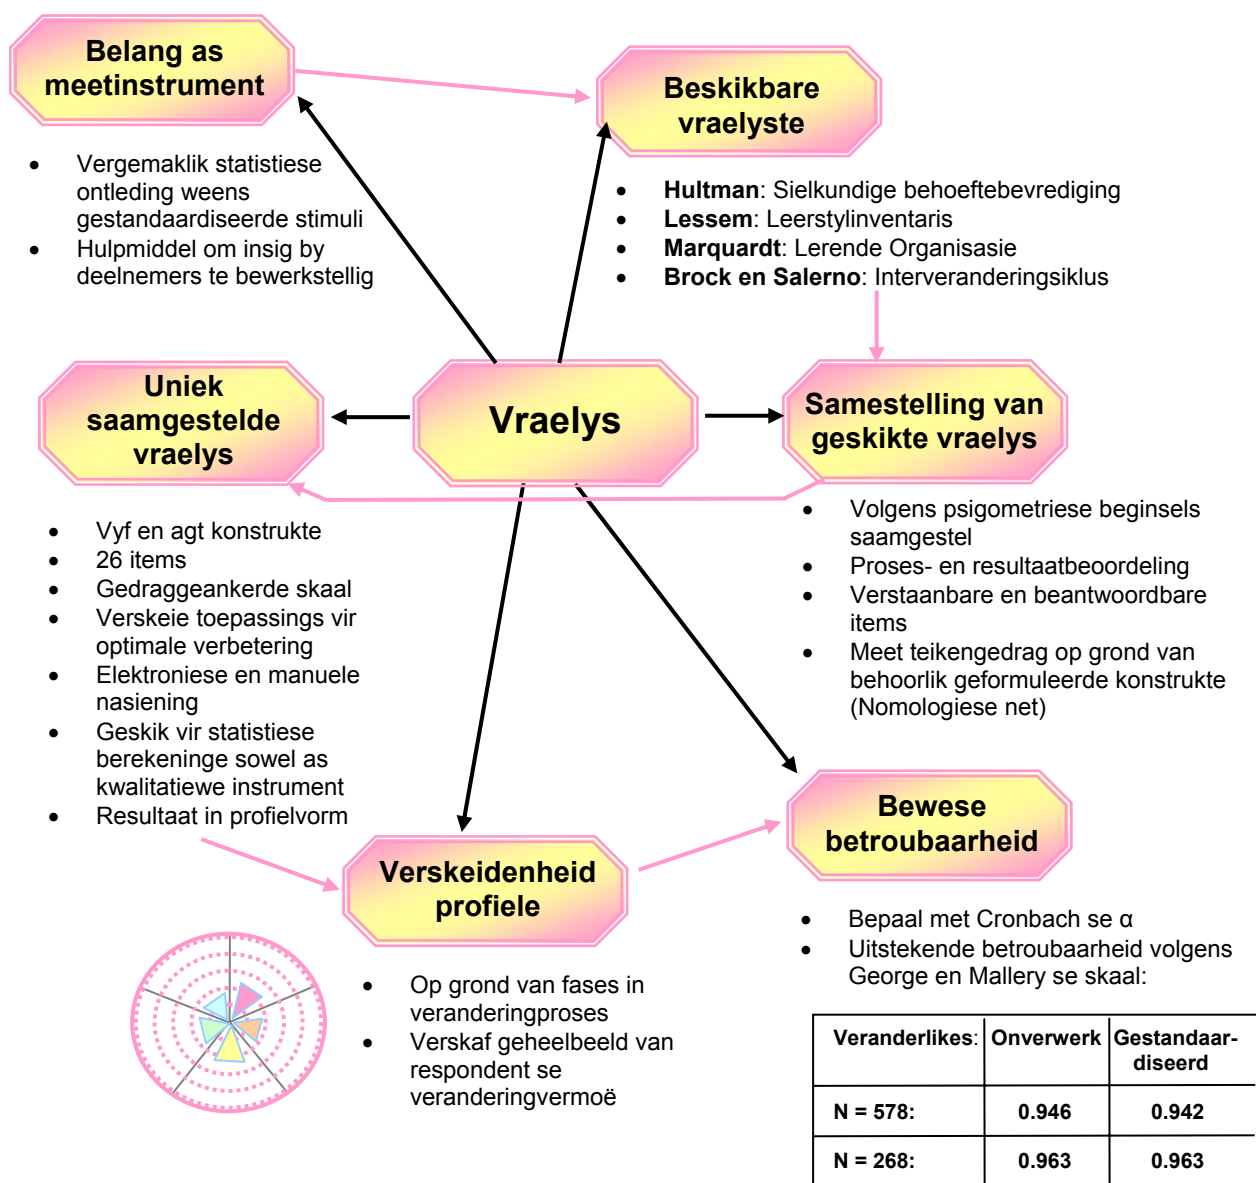 Belang as
meetinstrument
• Vergemaklik statistiese
ontleding weens
gestandaardiseerde stimuli
• Hulpmiddel om insig by
deelnemers te bewerkstellig
Beskikbare
vraelyste
• Hultman: Sielkundige behoeftebevrediging
• Lessem: Leerstylinventaris
• Marquardt: Lerende Organisasie
• Brock en Salerno: Interveranderingsiklus
Vraelys
Samestelling van
geskikte vraelys
• Volgens psigometriese beginsels
saamgestel
• Proses- en resultaatbeoordeling
• Verstaanbare en beantwoordbare
items
• Meet teikengedrag op grond van
behoorlik geformuleerde konstrukte
(Nomologiese net)
Uniek
saamgestelde
vraelys
• Vyf en agt konstrukte
• 26 items
• Gedraggeankerde skaal
• Verskeie toepassings vir
optimale verbetering
• Elektroniese en manuele
nasiening
• Geskik vir statistiese
berekeninge sowel as
kwalitatiewe instrument
• Resultaat in profielvorm
Verskeidenheid
profiele
• Op grond van fases in
veranderingproses
• Verskaf geheelbeeld van
respondent se
veranderingvermoë
Bewese
betroubaarheid
• Bepaal met Cronbach se α
• Uitstekende betroubaarheid volgens
George en Mallery se skaal:
Veranderlikes: Onverwerk Gestandaar-
diseerd
N = 578: 0.946 0.942
N = 268: 0.963 0.963